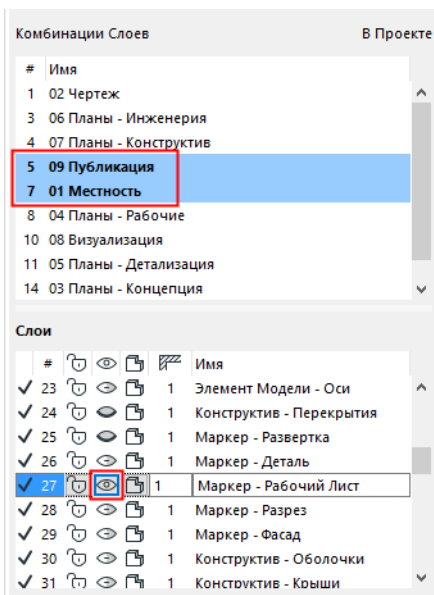 Комбинации Слоев В Проекте
# Имя
1 02 Чертеж
3 06 Планы - Инженерия
4 07 Планы - Конструктив
5 09 Публикация
7 01 Местность
8 04 Планы - Рабочие
10 08 Визуализация
11 05 Планы - Детализация
14 03 Планы - Концепция
Слои
# Имя
23 1 Элемент Модели - Оси
24 1 Конструктив - Перекрытия
25 1 Маркер - Развертка
26 1 Маркер - Деталь
27 1 Маркер - Рабочий Лист
28 1 Маркер - Разрез
29 1 Маркер - Фасад
30 1 Конструктив - Оболочки
31 1 Конструктив - Крыши